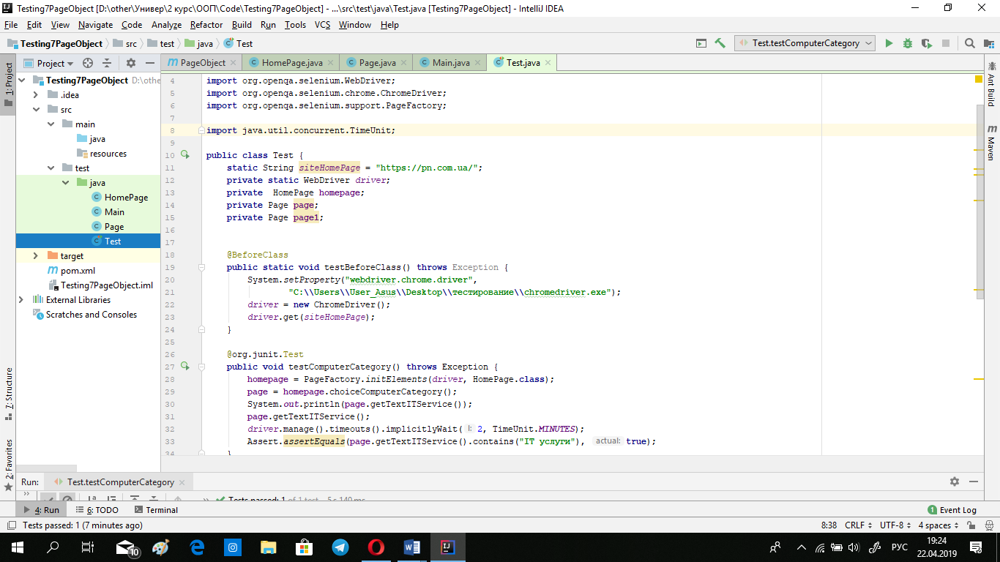 Testing7PageObject [D:\other\Универ\2 курс\ООП\Code\Testing7PageObject] - ...\src\test\java\Test.java [Testing7PageObject] - IntelliJ IDEA
File Edit View Navigate Code Analyze Refactor Build Run Tools VCS Window Help
Testing7PageObject src test java Test Test.testComputerCategory
1: Project
7: Structure
2: Favorites
Project
Testing7PageObject D:\othe
.idea
src
main
java
resources
test
java
HomePage
Main
Page
Test
target
pom.xml
Testing7PageObject.iml
External Libraries
Scratches and Consoles
PageObject HomePage.java Page.java Main.java Test.java
4 import org.openqa.selenium.WebDriver;
5 import org.openqa.selenium.chrome.ChromeDriver;
6 import org.openqa.selenium.support.PageFactory;
7
8 import java.util.concurrent.TimeUnit;
9
10 public class Test {
11 static String siteHomePage = "https://pn.com.ua/";
12 private static WebDriver driver;
13 private  HomePage homepage;
14 private Page page;
15 private Page page1;
16
17
18 @BeforeClass
19 public static void testBeforeClass() throws Exception {
20 System.setProperty("webdriver.chrome.driver",
21 "C:\\Users\\User_Asus\\Desktop\\тестирование\\chromedriver.exe");
22 driver = new ChromeDriver();
23 driver.get(siteHomePage);
24 }
25
26 @org.junit.Test
27 public void testComputerCategory() throws Exception {
28 homepage = PageFactory.initElements(driver, HomePage.class);
29 page = homepage.choiceComputerCategory();
30 System.out.println(page.getTextITService());
31 page.getTextITService();
32 driver.manage().timeouts().implicitlyWait( l: 2, TimeUnit.MINUTES);
33 Assert.assertEquals(page.getTextITService().contains("IT услуги"), actual: true);
34 }
Ant Build
Maven
Run: Test.testComputerCategory
Tests passed: 1 of 1 test – 5 s 140 ms
4: Run 6: TODO Terminal Event Log
Tests passed: 1 (7 minutes ago) 8:38 CRLF UTF-8 4 spaces
10 РУС 19:24
22.04.2019